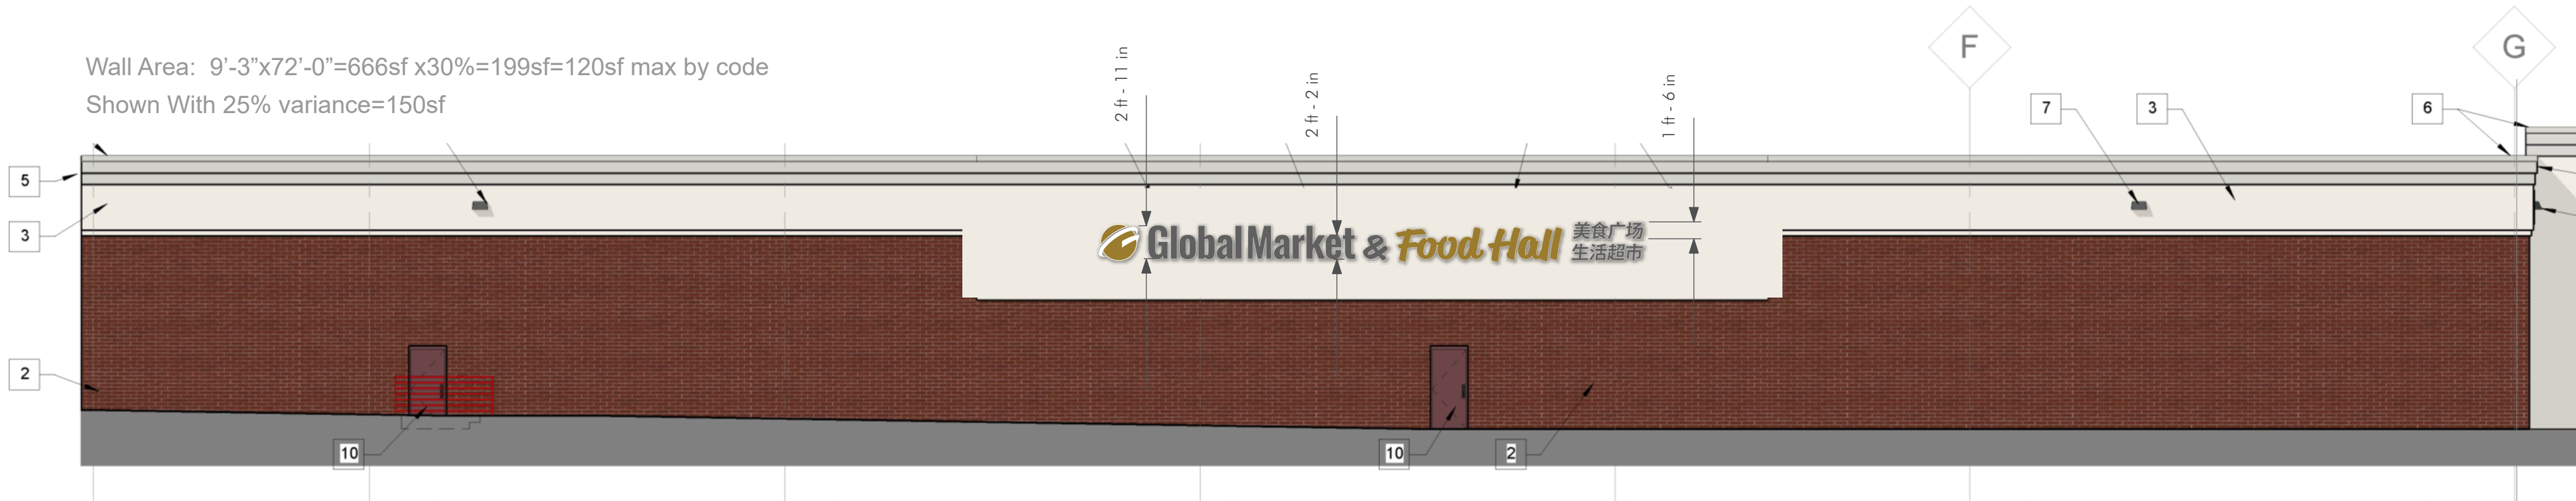 Wall Area:  9’-3”x72’-0”=666sf x30%=199sf=120sf max by code
Shown With 25% variance=150sf
2 ft - 11 in
2 ft - 2 in
1 ft - 6 in
F
G
7
3
6
5
3
GlobalMarket & Food Hall
美食广场
生活超市
2
10
10
2